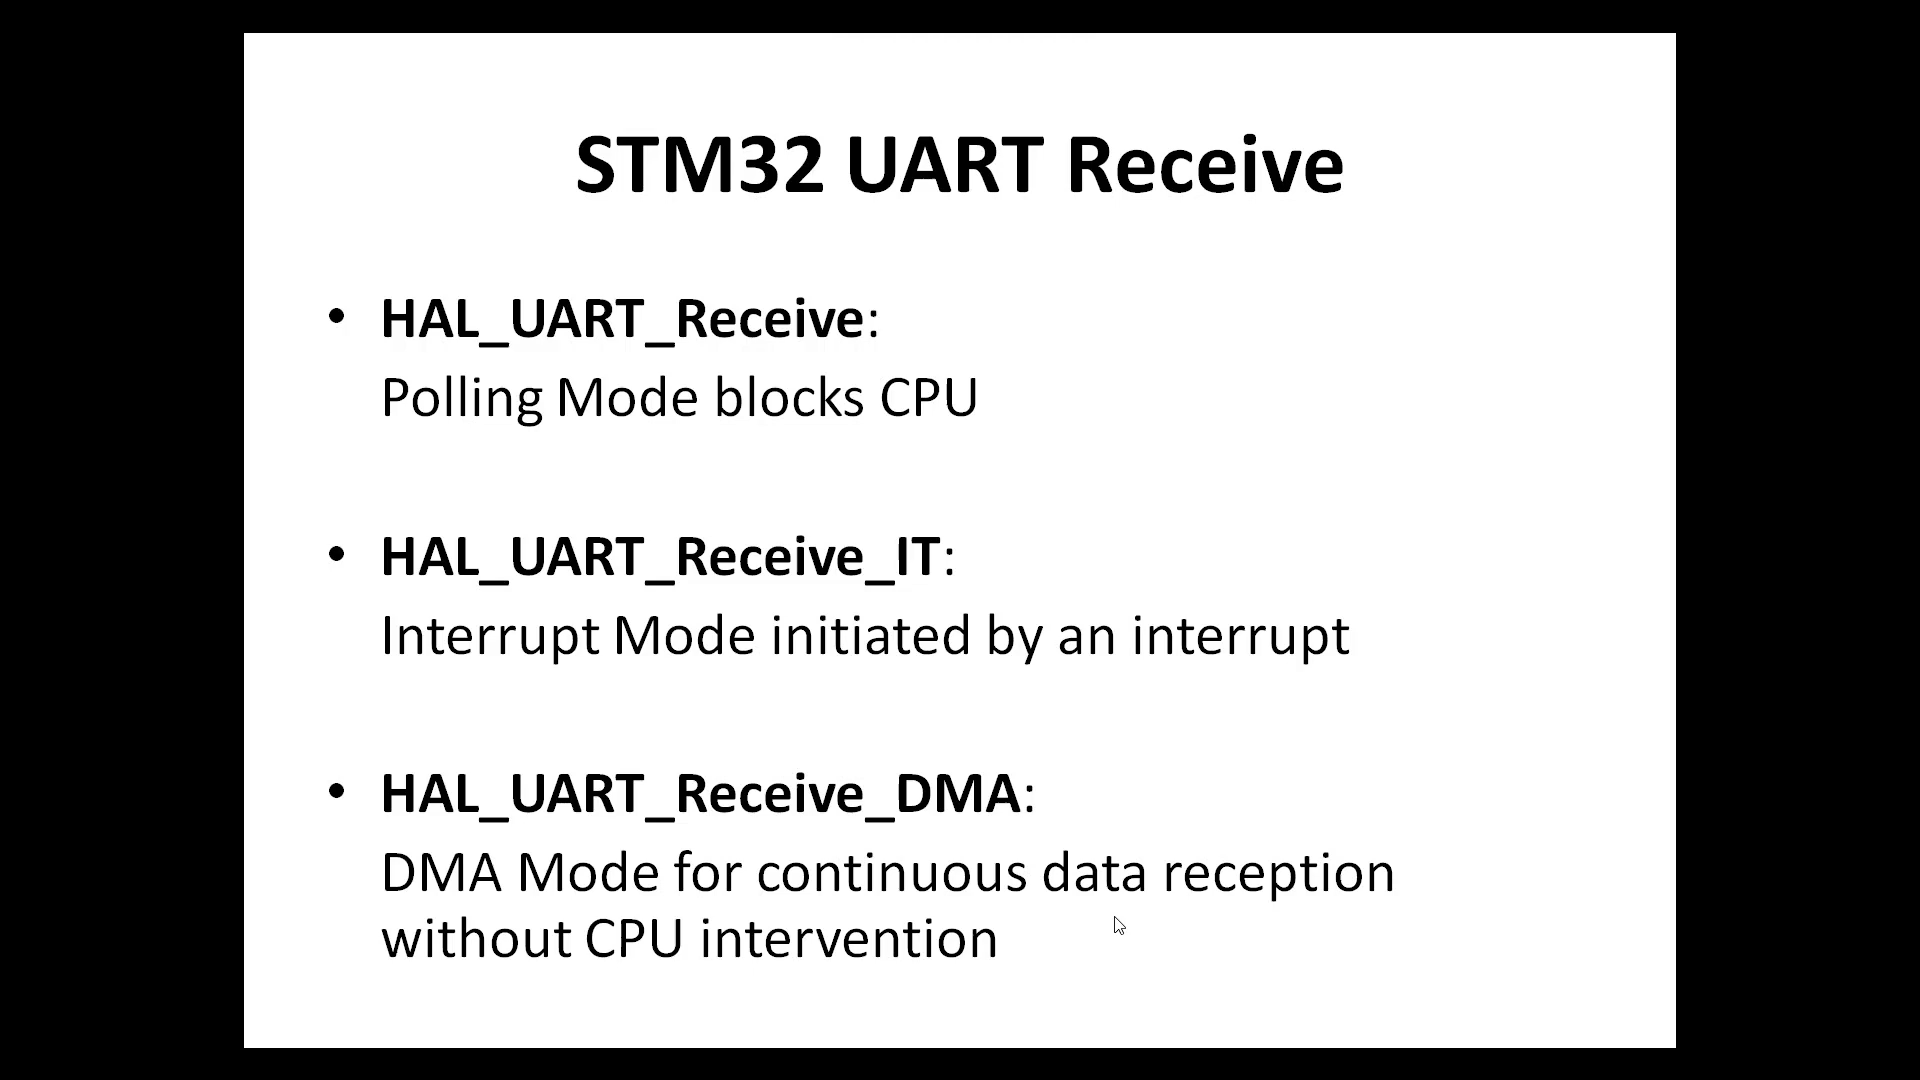 STM32 UART Receive
• HAL_UART_Receive:
Polling Mode blocks CPU
• HAL_UART_Receive_IT:
Interrupt Mode initiated by an interrupt
• HAL_UART_Receive_DMA:
DMA Mode for continuous data reception
without CPU intervention